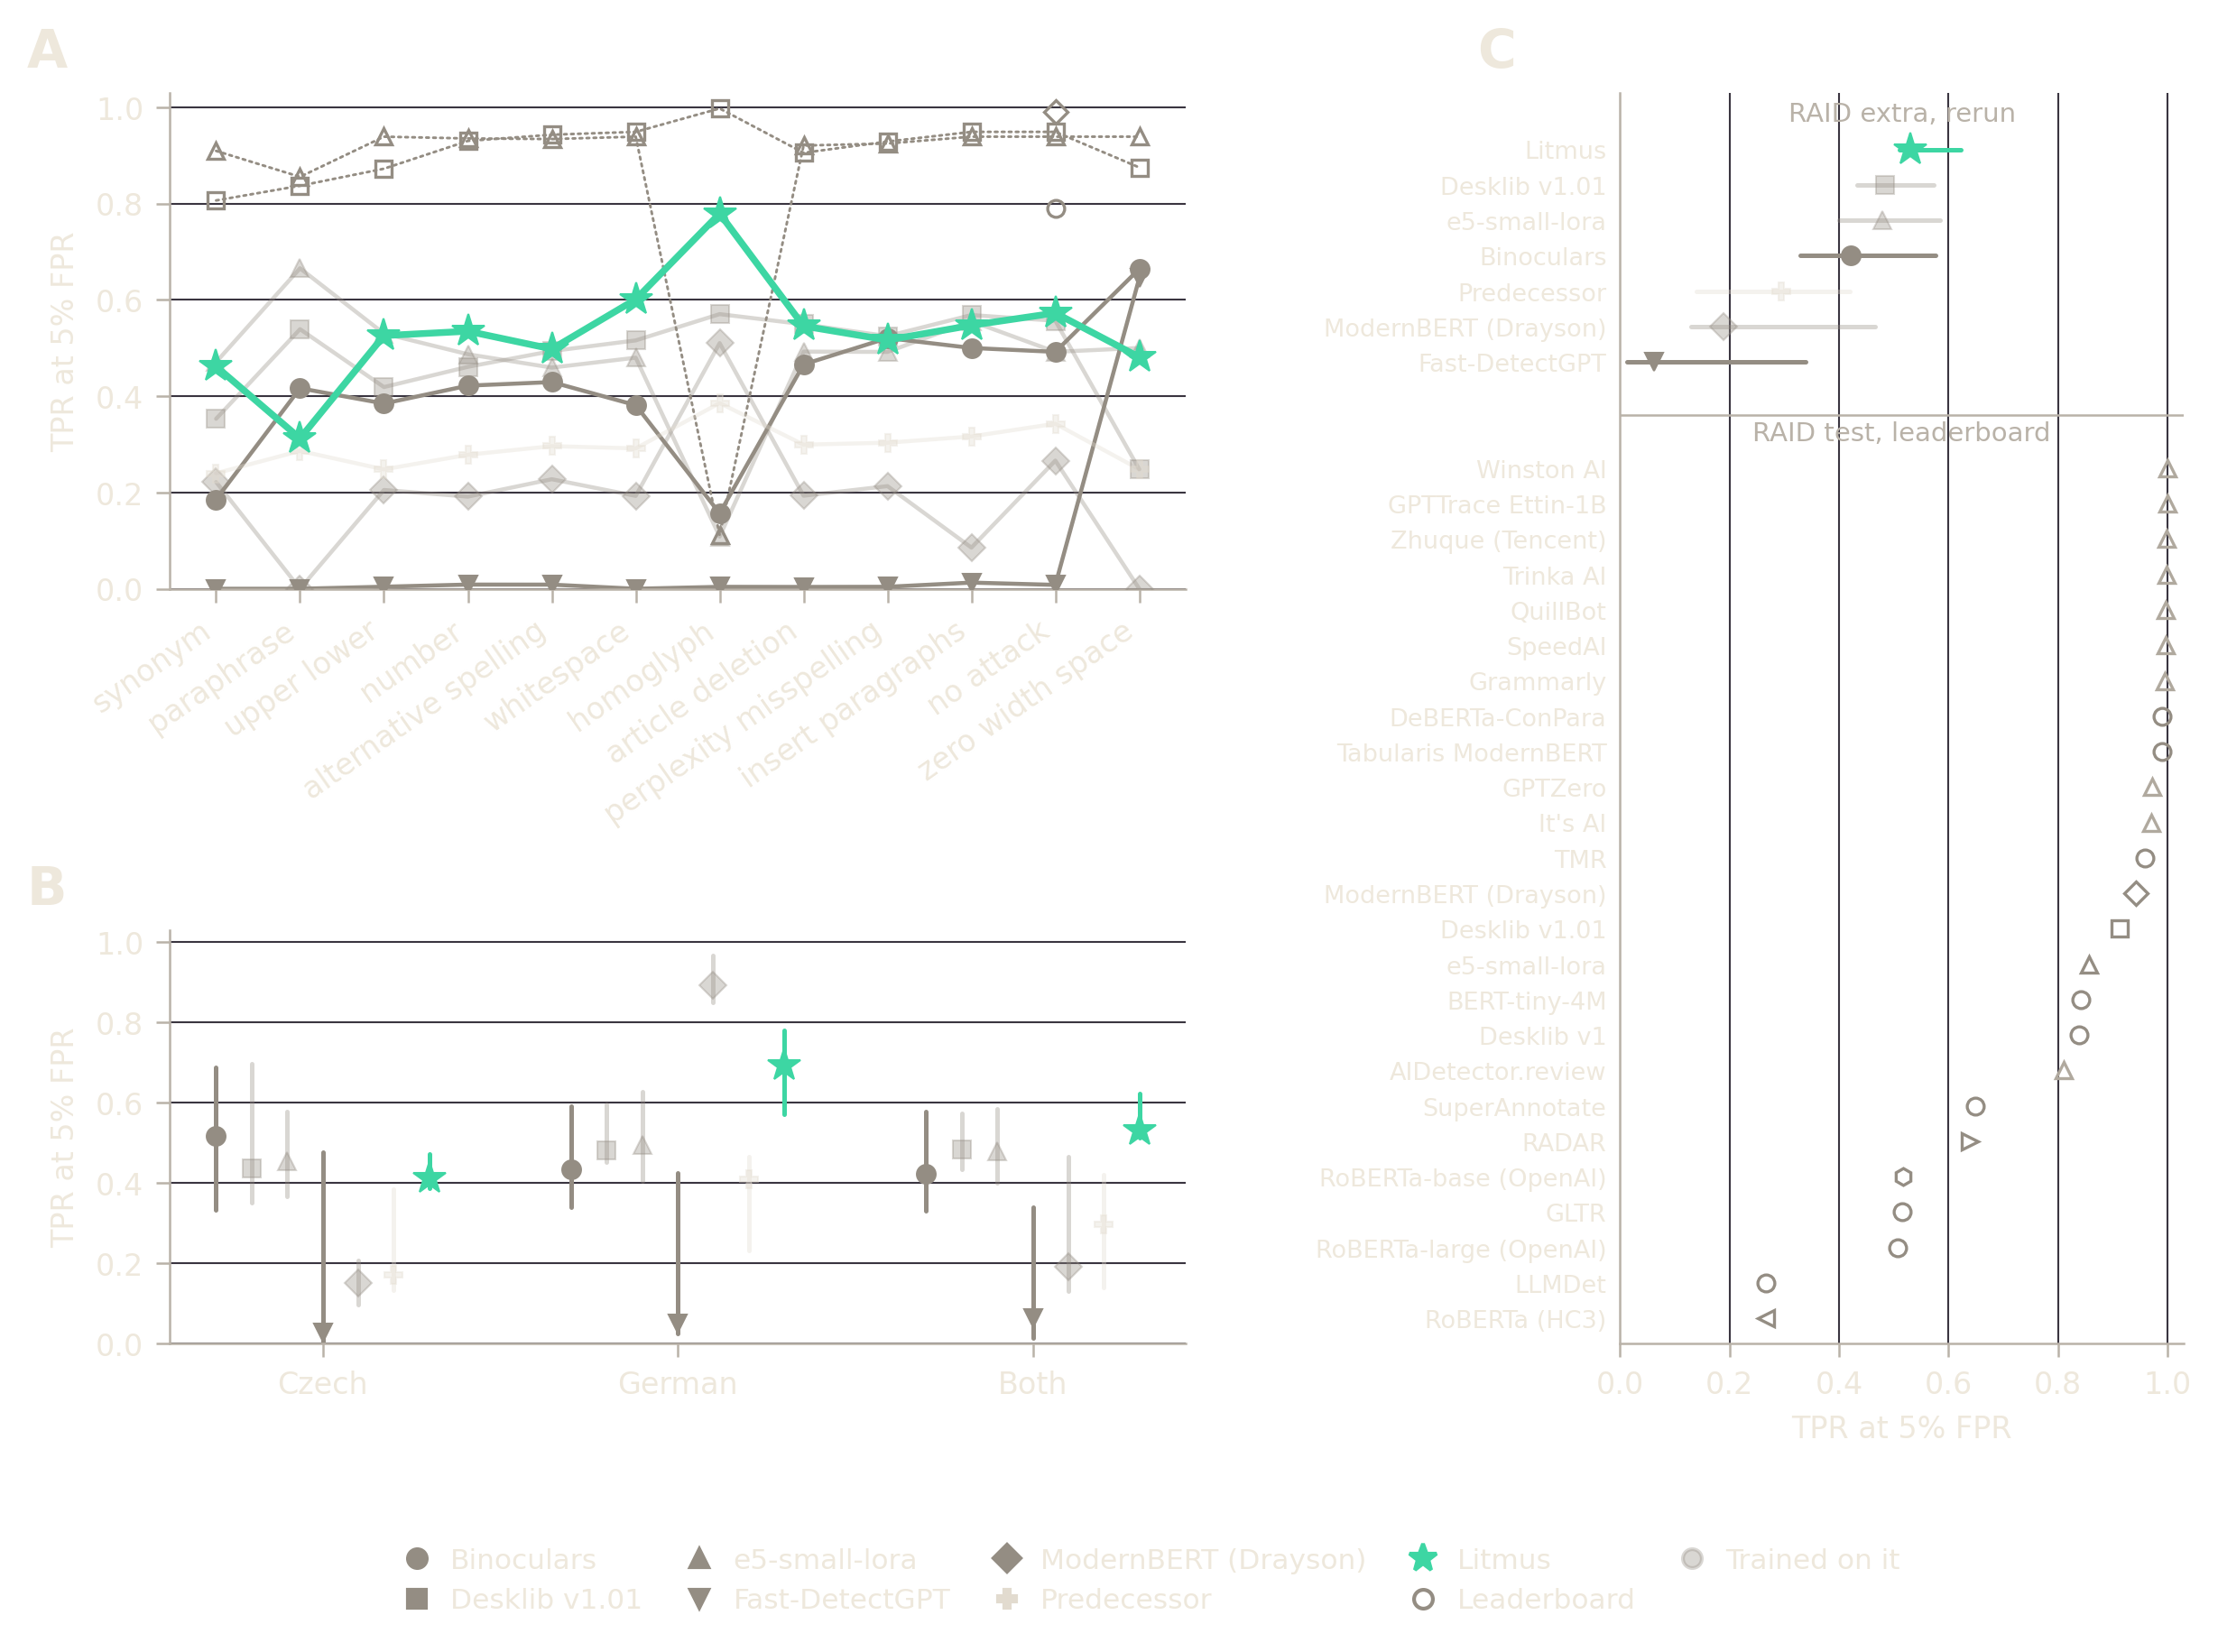 A
1.0
0.8
0.6
0.4
0.2
0.0
TPR at 5% FPR
synonym
paraphrase
upper lower
number
alternative spelling
whitespace
homoglyph
article deletion
perplexity misspelling
insert paragraphs
no attack
zero width space
B
1.0
0.8
0.6
0.4
0.2
0.0
TPR at 5% FPR
Czech
German
Both
C
RAID extra, rerun
Litmus
Desklib v1.01
e5-small-lora
Binoculars
Predecessor
ModernBERT (Drayson)
Fast-DetectGPT
RAID test, leaderboard
Winston AI
GPTTrace Ettin-1B
Zhuque (Tencent)
Trinka AI
QuillBot
SpeedAI
Grammarly
DeBERTa-ConPara
Tabularis ModernBERT
GPTZero
It's AI
TMR
ModernBERT (Drayson)
Desklib v1.01
e5-small-lora
BERT-tiny-4M
Desklib v1
AIDetector.review
SuperAnnotate
RADAR
RoBERTa-base (OpenAI)
GLTR
RoBERTa-large (OpenAI)
LLMDet
RoBERTa (HC3)
0.0 0.2 0.4 0.6 0.8 1.0
TPR at 5% FPR
Binoculars e5-small-lora ModernBERT (Drayson) Litmus Trained on it
Desklib v1.01 Fast-DetectGPT Predecessor Leaderboard